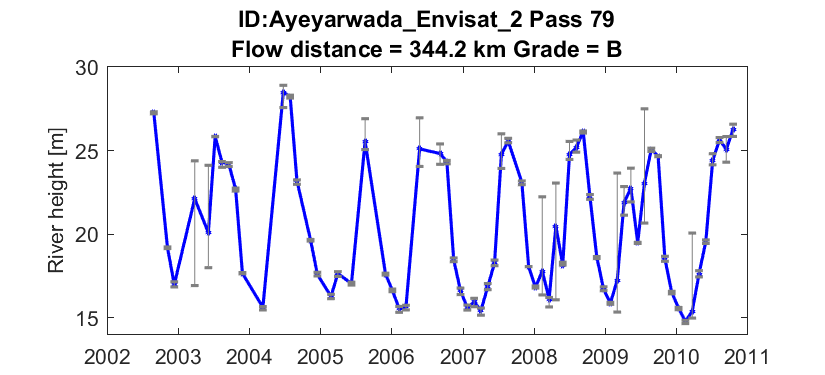 ID:Ayeyarwada_Envisat_2 Pass 79
Flow distance = 344.2 km Grade = B
River height [m]
30
25
20
15
2002 2003 2004 2005 2006 2007 2008 2009 2010 2011